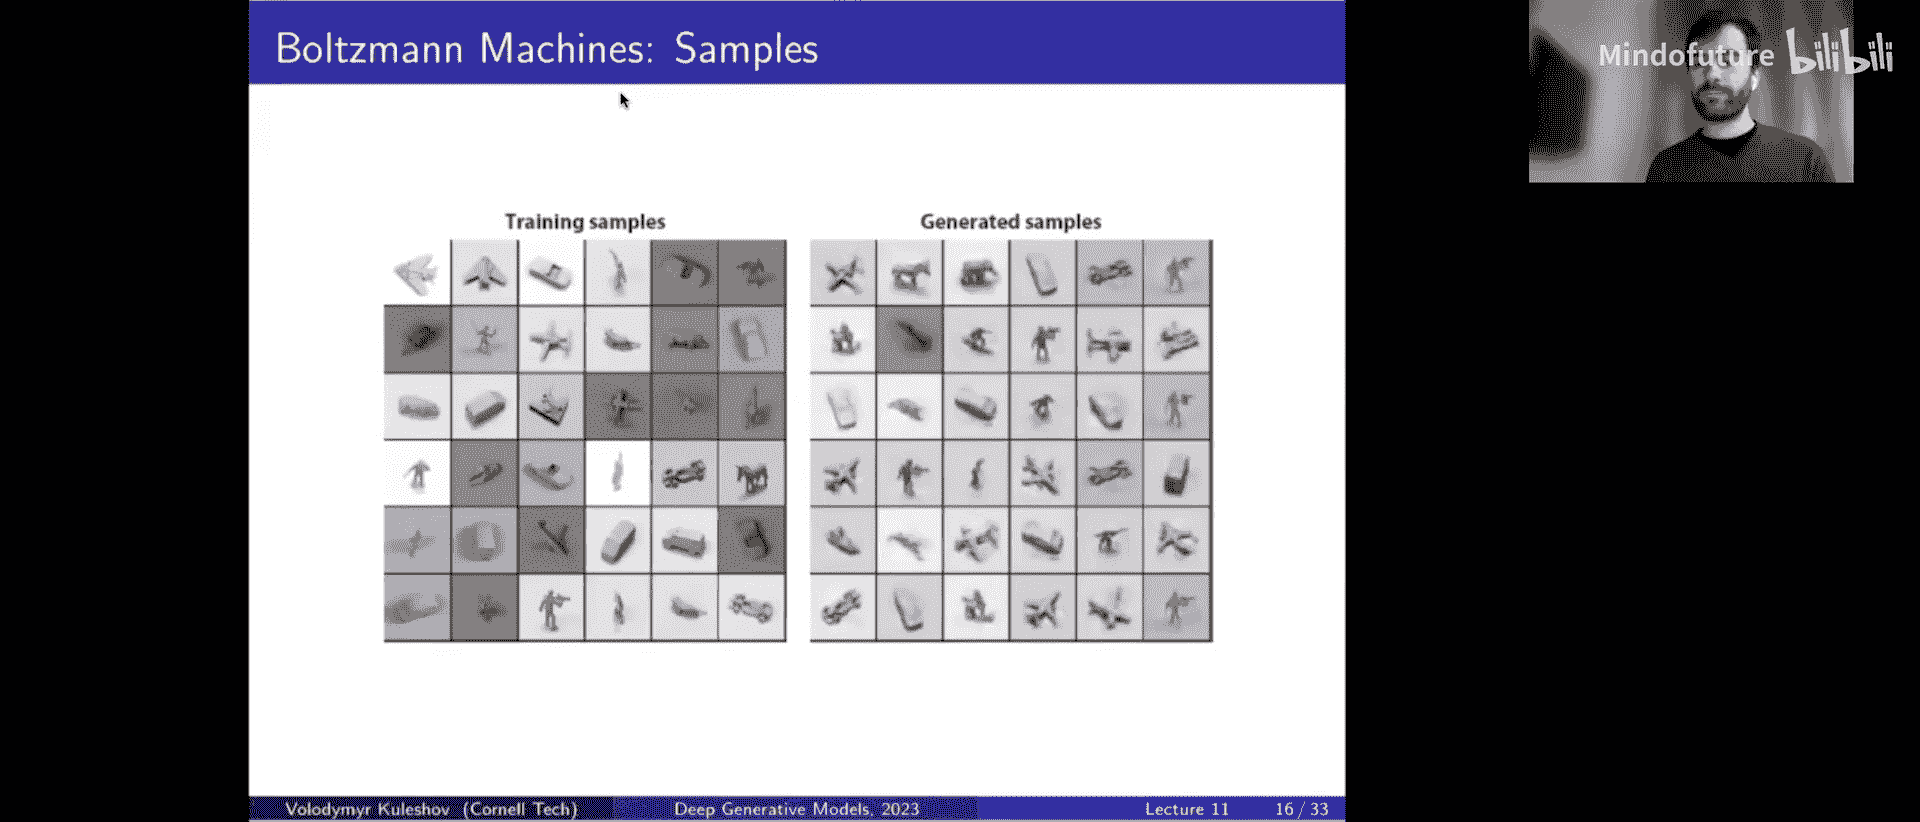 Boltzmann Machines: Samples
Mindofuture bilibili
Training samples
Generated samples
Volodymyr Kuleshov (Cornell Tech)
Deep Generative Models, 2023
Lecture 11
16 / 33